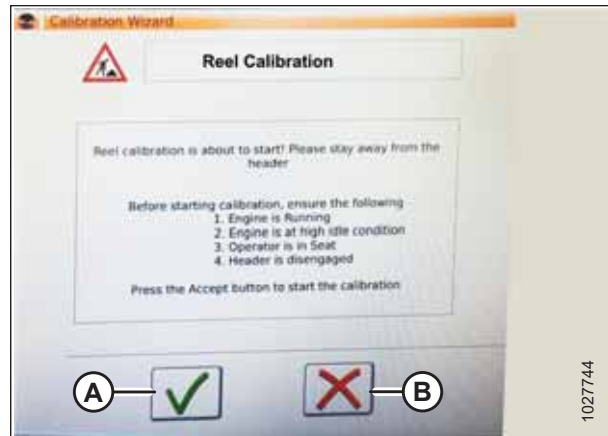 Calibration Wizard
Reel Calibration
Reel calibration is about to start! Please stay away from the
header
Before starting calibration, ensure the following
1. Engine is Running
2. Engine is at high idle condition
3. Operator is in Seat
4. Header is disengaged
Press the Accept button to start the calibration
A
B
1027744